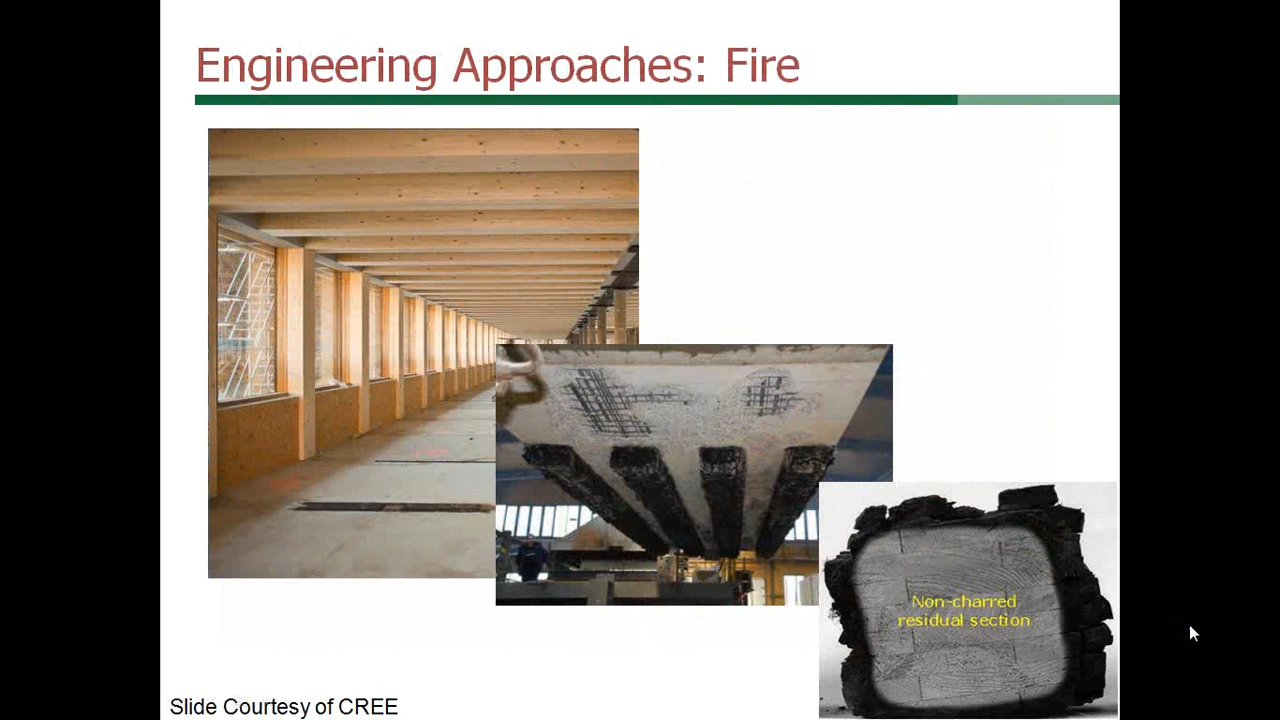 Engineering Approaches: Fire
Non-charred
residual section
Slide Courtesy of CREE